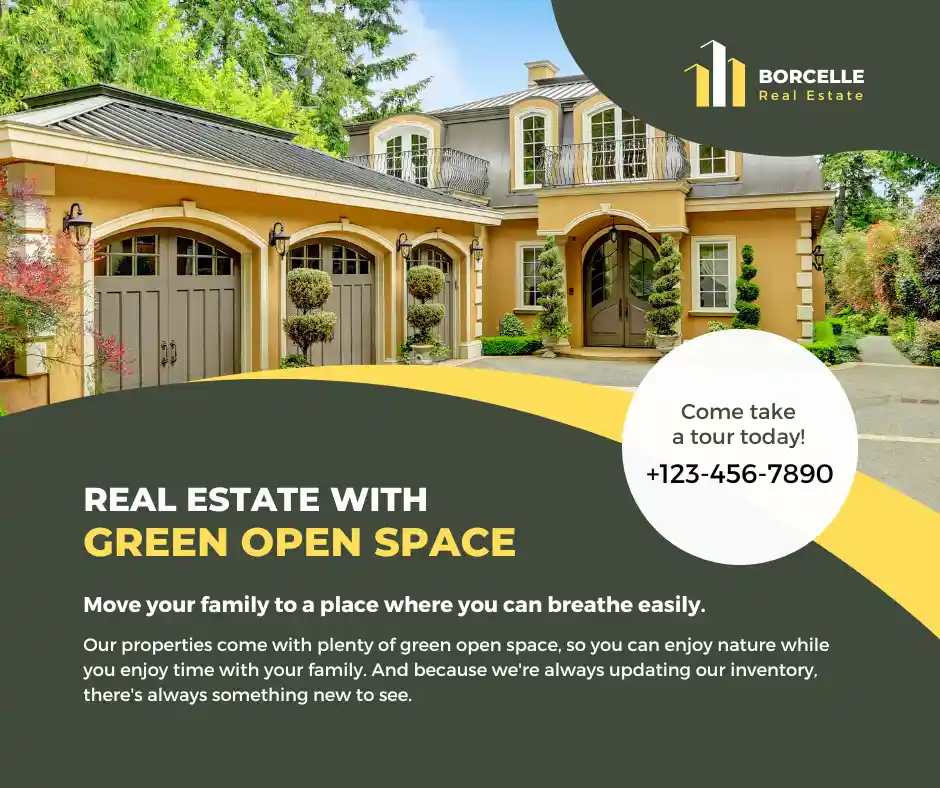 BORCELLE
Real Estate
Come take
a tour today!
+123-456-7890
REAL ESTATE WITH
GREEN OPEN SPACE
Move your family to a place where you can breathe easily.
Our properties come with plenty of green open space, so you can enjoy nature while
you enjoy time with your family. And because we're always updating our inventory,
there's always something new to see.